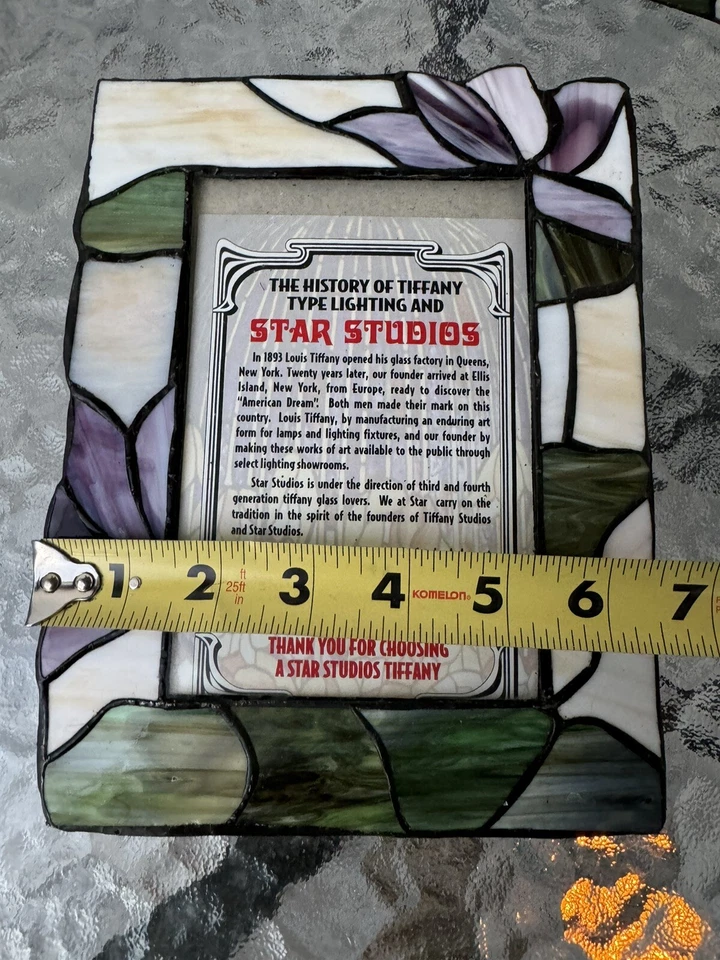 THE HISTORY OF TIFFANY
TYPE LIGHTING AND
STAR STUDIOS
In 1893 Louis Tiffany opened his glass factory in Queens,
New York. Twenty years later, our founder arrived at Ellis
Island, New York, from Europe, ready to discover the
"American Dream". Both men made their mark on this
country. Louis Tiffany, by manufacturing an enduring art
form for lamps and lighting fixtures, and our founder by
making these works of art available to the public through
select lighting showrooms.
Star Studios is under the direction of third and fourth
generation tiffany glass lovers. We at Star carry on the
tradition in the spirit of the founders of Tiffany Studios
and Star Studios.
1 2 ft 25ft in 3 4 KOMELON® 5 6 7
THANK YOU FOR CHOOSING
A STAR STUDIOS TIFFANY